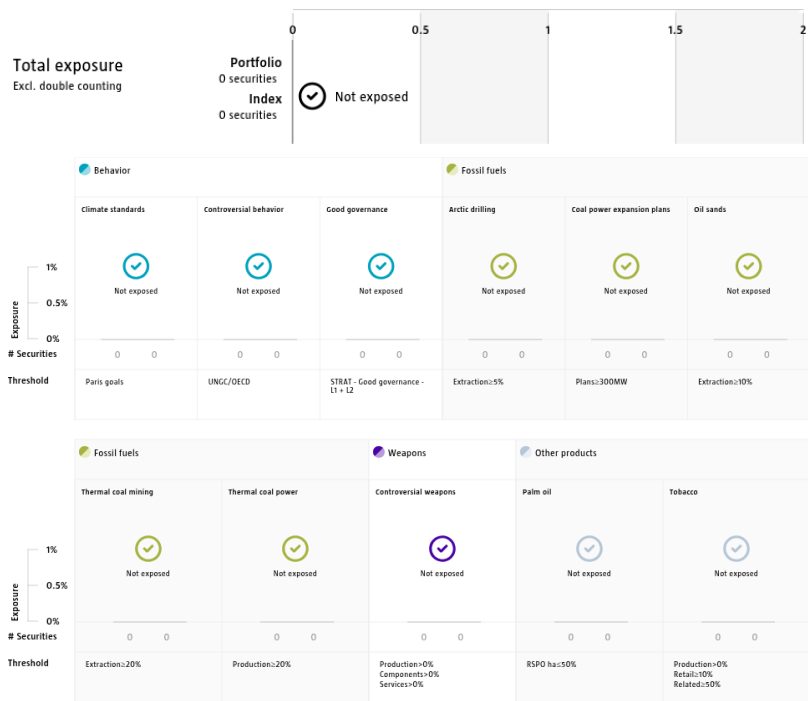 0 0.5 1 1.5 2
Total exposure
Excl. double counting
Portfolio
0 securities
Index
0 securities
Not exposed
Behavior Fossil fuels
Climate standards Controversial behavior Good governance Arctic drilling Coal power expansion plans Oil sands
Not exposed Not exposed Not exposed Not exposed Not exposed Not exposed
Exposure
1%
0.5%
0%
# Securities 0 0 0 0 0 0 0 0 0 0 0 0
Threshold Paris goals UNGC/OECD STRAT - Good governance - Extraction≥5% Plans≥300MW Extraction≥10%
L1 + L2
Fossil fuels Weapons Other products
Thermal coal mining Thermal coal power Controversial weapons Palm oil Tobacco
Not exposed Not exposed Not exposed Not exposed Not exposed
Exposure
1%
0.5%
0%
# Securities 0 0 0 0 0 0 0 0 0 0
Threshold Extraction≥20% Production≥20% Production>0% RSPO ha≤50% Production>0%
Components>0% Retail≥10%
Services>0% Related≥50%